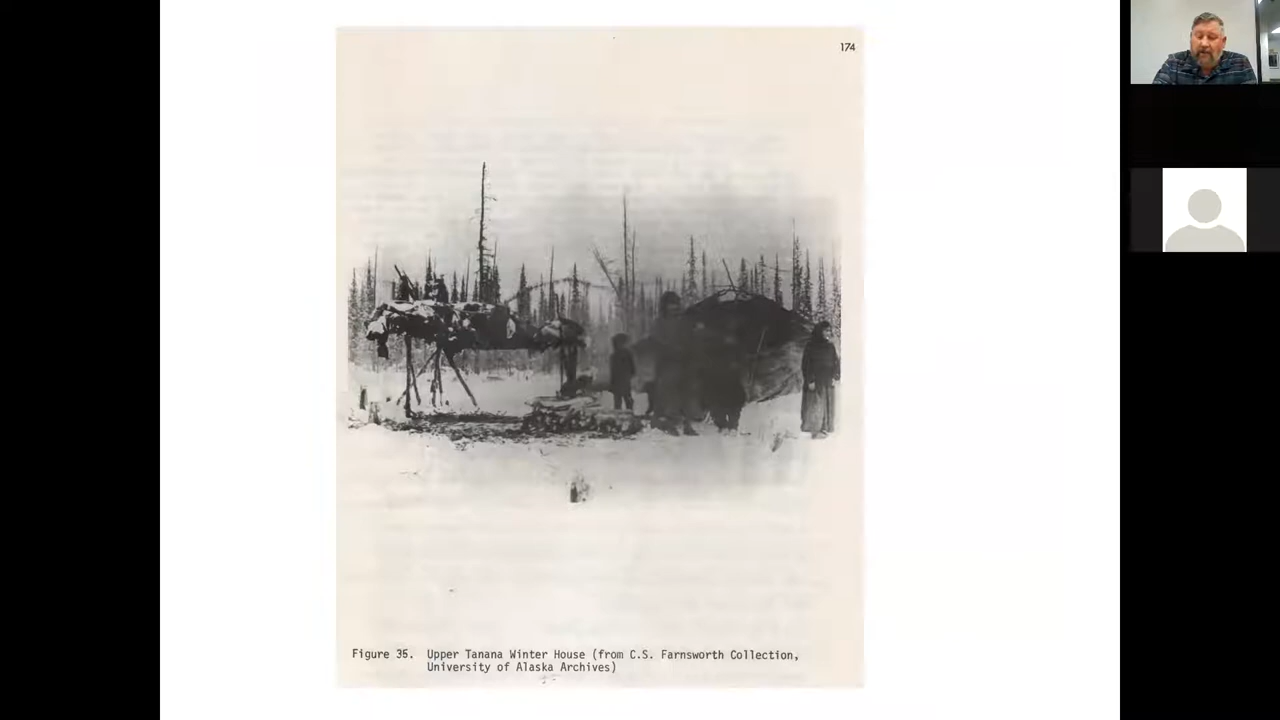 174
Figure 35. Upper Tanana Winter House (from C.S. Farnsworth Collection,
University of Alaska Archives)